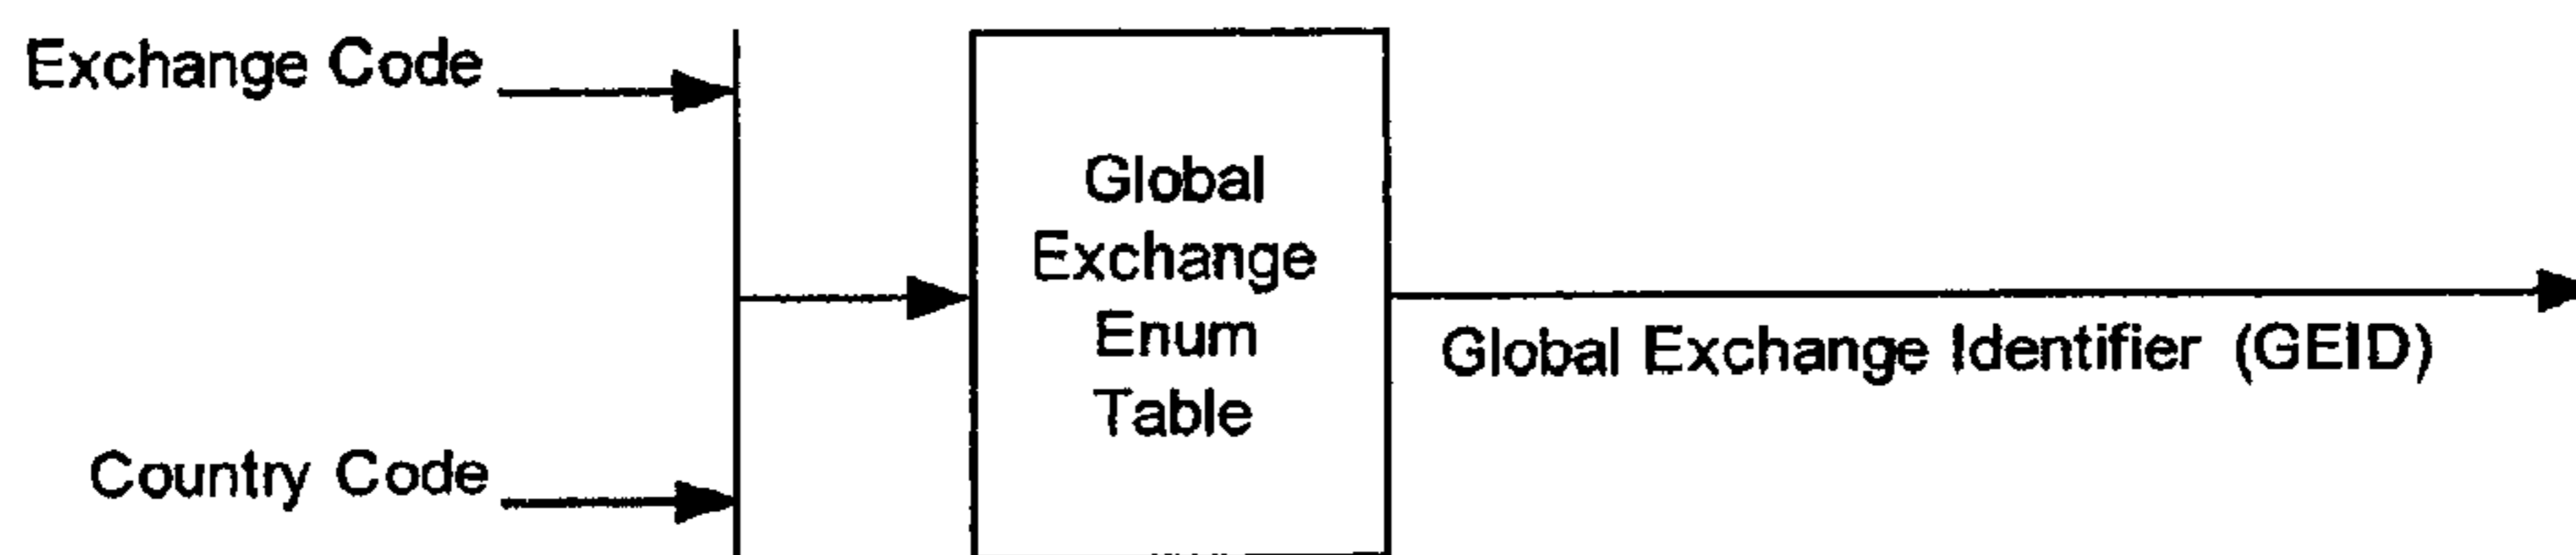 Exchange Code
Global
Exchange
Enum
Table
Global Exchange Identifier (GEID)
Country Code